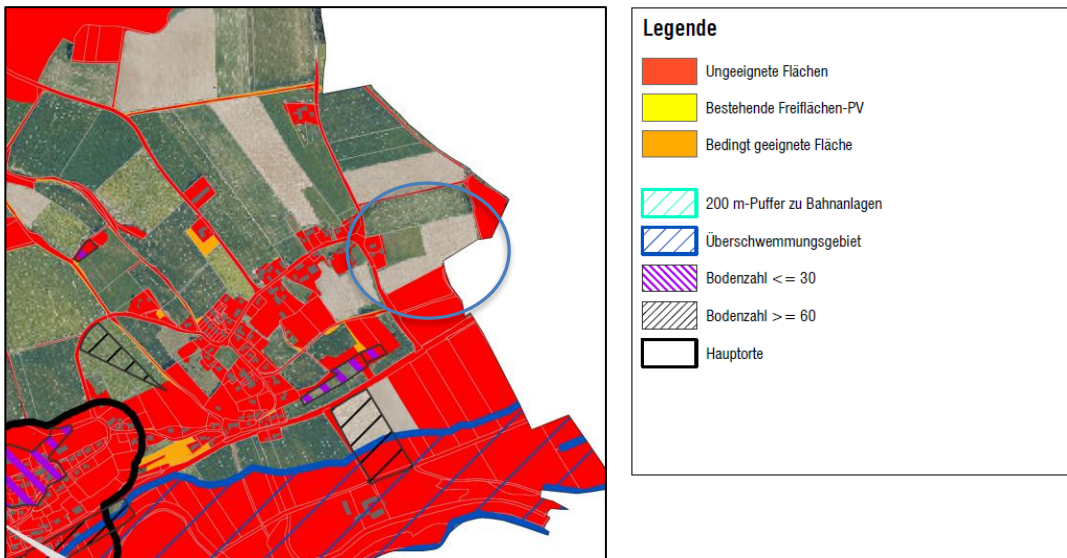 Legende
Ungeeignete Flächen
Bestehende Freiflächen-PV
Bedingt geeignete Fläche
200 m-Puffer zu Bahnanlagen
Überschwemmungsgebiet
Bodenzahl <= 30
Bodenzahl >= 60
Hauptorte